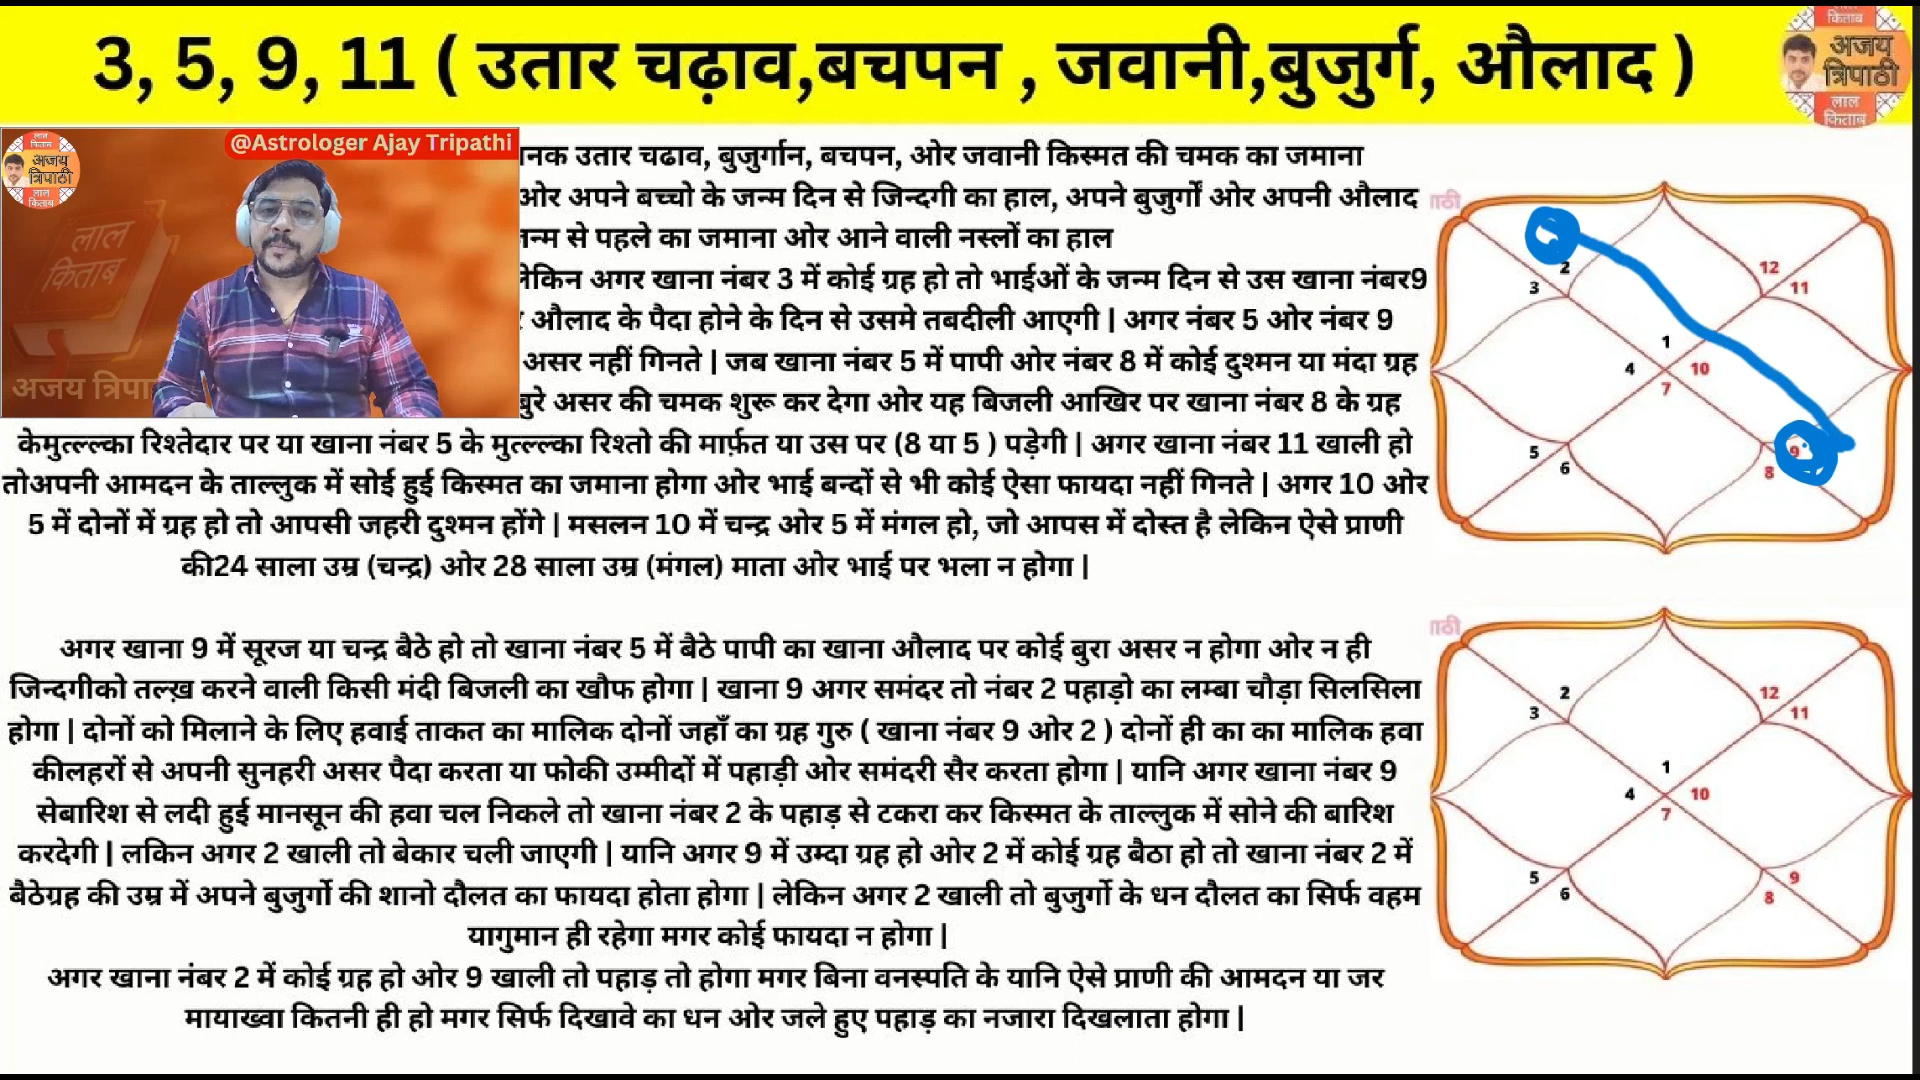 3, 5, 9, 11 ( उतार चढ़ाव,बचपन , जवानी,बुजुर्ग, औलाद )
लाल
किताब
अजय
त्रिपाठी
लाल
किताब
@Astrologer Ajay Tripathi
लाल
अजय
त्रिपाठी
लाल
किताब
लाल
किताब
अजय
उतार चढाव, बुजुर्गान, बचपन, ओर जवानी किस्मत की चमक का जमाना
ओर अपने बच्चो के जन्म दिन से जिन्दगी का हाल, अपने बुजुर्गों ओर अपनी औलाद
से पहले का जमाना ओर आने वाली नस्लों का हाल
अगर खाना नंबर 3 में कोई ग्रह हो तो भाईओं के जन्म दिन से उस खाना नंबर9
औलाद के पैदा होने के दिन से उसमे तबदीली आएगी | अगर नंबर 5 ओर नंबर 9
असर नहीं गिनते | जब खाना नंबर 5 में पापी ओर नंबर 8 में कोई दुश्मन या मंदा ग्रह
असर की चमक शुरू कर देगा ओर यह बिजली आखिर पर खाना नंबर 8 के ग्रह
केमुत्ल्ल्का रिश्तेदार पर या खाना नंबर 5 के मुत्ल्ल्का रिश्तो की मार्फ़त या उस पर (8 या 5 ) पड़ेगी | अगर खाना नंबर 11 खाली हो
तोअपनी आमदन के ताल्लुक में सोई हुई किस्मत का जमाना होगा ओर भाई बन्दों से भी कोई ऐसा फायदा नहीं गिनते | अगर 10 ओर
5 में दोनों में ग्रह हो तो आपसी जहरी दुश्मन होंगे | मसलन 10 में चन्द्र ओर 5 में मंगल हो, जो आपस में दोस्त है लेकिन ऐसे प्राणी
की24 साला उम्र (चन्द्र) ओर 28 साला उम्र (मंगल) माता ओर भाई पर भला न होगा |
अगर खाना 9 में सूरज या चन्द्र बैठे हो तो खाना नंबर 5 में बैठे पापी का खाना औलाद पर कोई बुरा असर न होगा ओर न ही
जिन्दगीको तल्ख़ करने वाली किसी मंदी बिजली का खौफ होगा | खाना 9 अगर समंदर तो नंबर 2 पहाड़ो का लम्बा चौड़ा सिलसिला
होगा | दोनों को मिलाने के लिए हवाई ताकत का मालिक दोनों जहाँ का ग्रह गुरु ( खाना नंबर 9 ओर 2 ) दोनों ही का का मालिक हवा
कीलहरों से अपनी सुनहरी असर पैदा करता या फोकी उम्मीदों में पहाड़ी ओर समंदरी सैर करता होगा | यानि अगर खाना नंबर 9
सेबारिश से लदी हुई मानसून की हवा चल निकले तो खाना नंबर 2 के पहाड़ से टकरा कर किस्मत के ताल्लुक में सोने की बारिश
करदेगी | लकिन अगर 2 खाली तो बेकार चली जाएगी | यानि अगर 9 में उम्दा ग्रह हो ओर 2 में कोई ग्रह बैठा हो तो खाना नंबर 2 में
बैठेग्रह की उम्र में अपने बुजुर्गो की शानो दौलत का फायदा होता होगा | लेकिन अगर 2 खाली तो बुजुर्गो के धन दौलत का सिर्फ वहम
यागुमान ही रहेगा मगर कोई फायदा न होगा |
अगर खाना नंबर 2 में कोई ग्रह हो ओर 9 खाली तो पहाड़ तो होगा मगर बिना वनस्पति के यानि ऐसे प्राणी की आमदन या जर
मायाख्वा कितनी ही हो मगर सिर्फ दिखावे का धन ओर जले हुए पहाड़ का नजारा दिखलाता होगा |
2
12
3
11
1
4
10
7
5
9
6
8
2
12
3
11
1
4
10
7
5
9
6
8